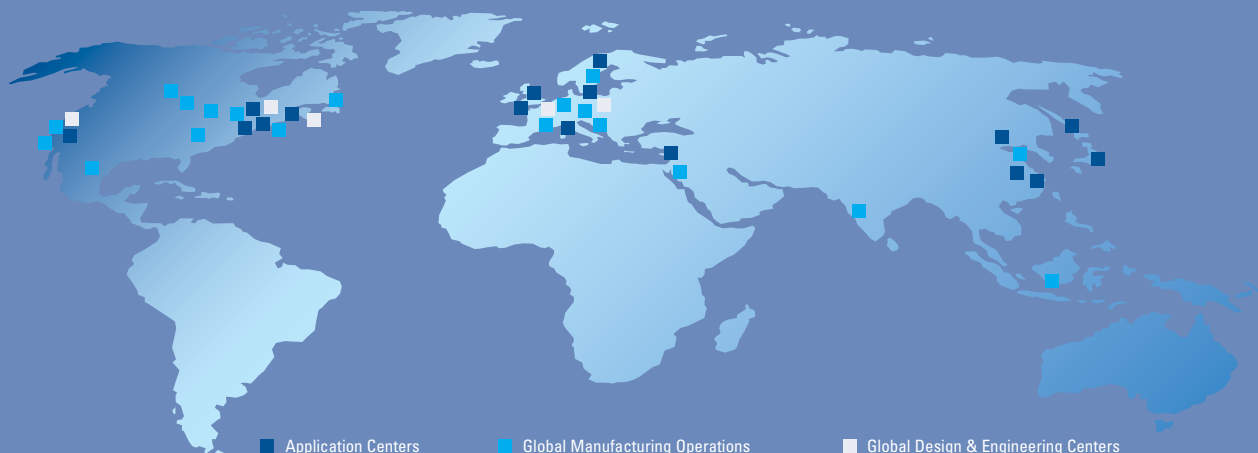 Application Centers
Global Manufacturing Operations
Global Design & Engineering Centers